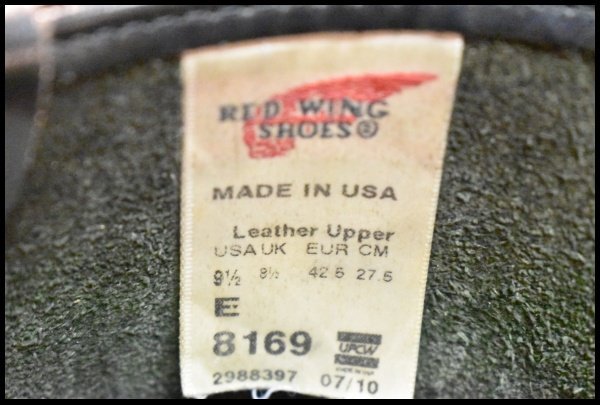 RED WING
SHOES®
MADE IN USA
Leather Upper
USA UK EUR CM
9½ 8½ 42.5 27.5
E
8169
UPCW
2988397 07/10